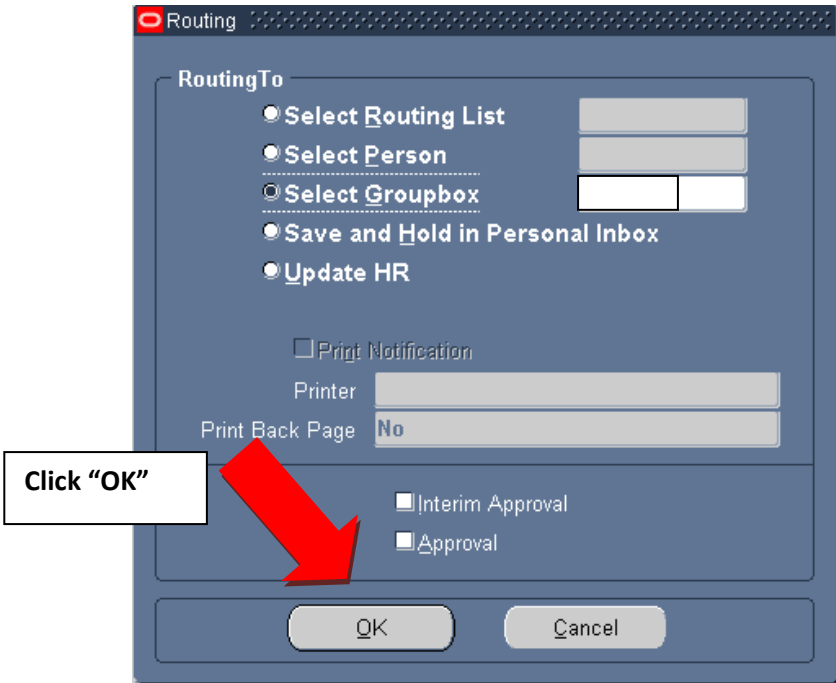 Routing
RoutingTo
Select Routing List
Select Person
Select Groupbox
Save and Hold in Personal Inbox
Update HR
Print Notification
Printer
Print Back Page No
Click “OK”
Interim Approval
Approval
OK Cancel